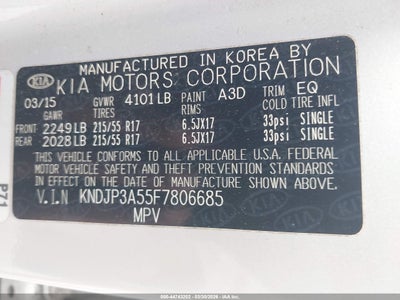 MANUFACTURED IN KOREA BY
KIA KIA MOTORS CORPORATION
03/15 GVWR 4101 LB PAINT A3D TRIM EQ
GAWR TIRES RIMS COLD TIRE INFL
FRONT 2249 LB 215/55 R17 6.5JX17 33psi SINGLE
REAR 2028 LB 215/55 R17 6.5JX17 33psi SINGLE
THIS VEHICLE CONFORMS TO ALL APPLICABLE U.S.A. FEDERAL
MOTOR VEHICLE SAFETY, BUMPER, AND THEFT PREVENTION
STANDARDS IN EFFECT ON THE DATE OF MANUFACTURE SHOWN ABOVE.
V.I.N KNDJP3A55F7806685
MPV
P71